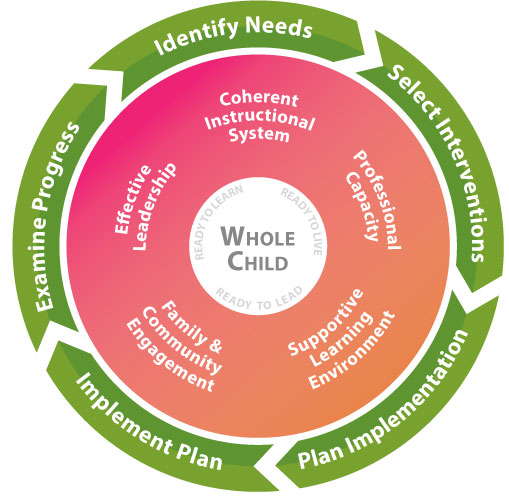 Identify Needs
Select Interventions
Plan Implementation
Implement Plan
Examine Progress
Coherent
Instructional
System
Professional
Capacity
Supportive
Learning
Environment
Family &
Community
Engagement
Effective
Leadership
READY TO LEARN
READY TO LIVE
READY TO LEAD
WHOLE
CHILD